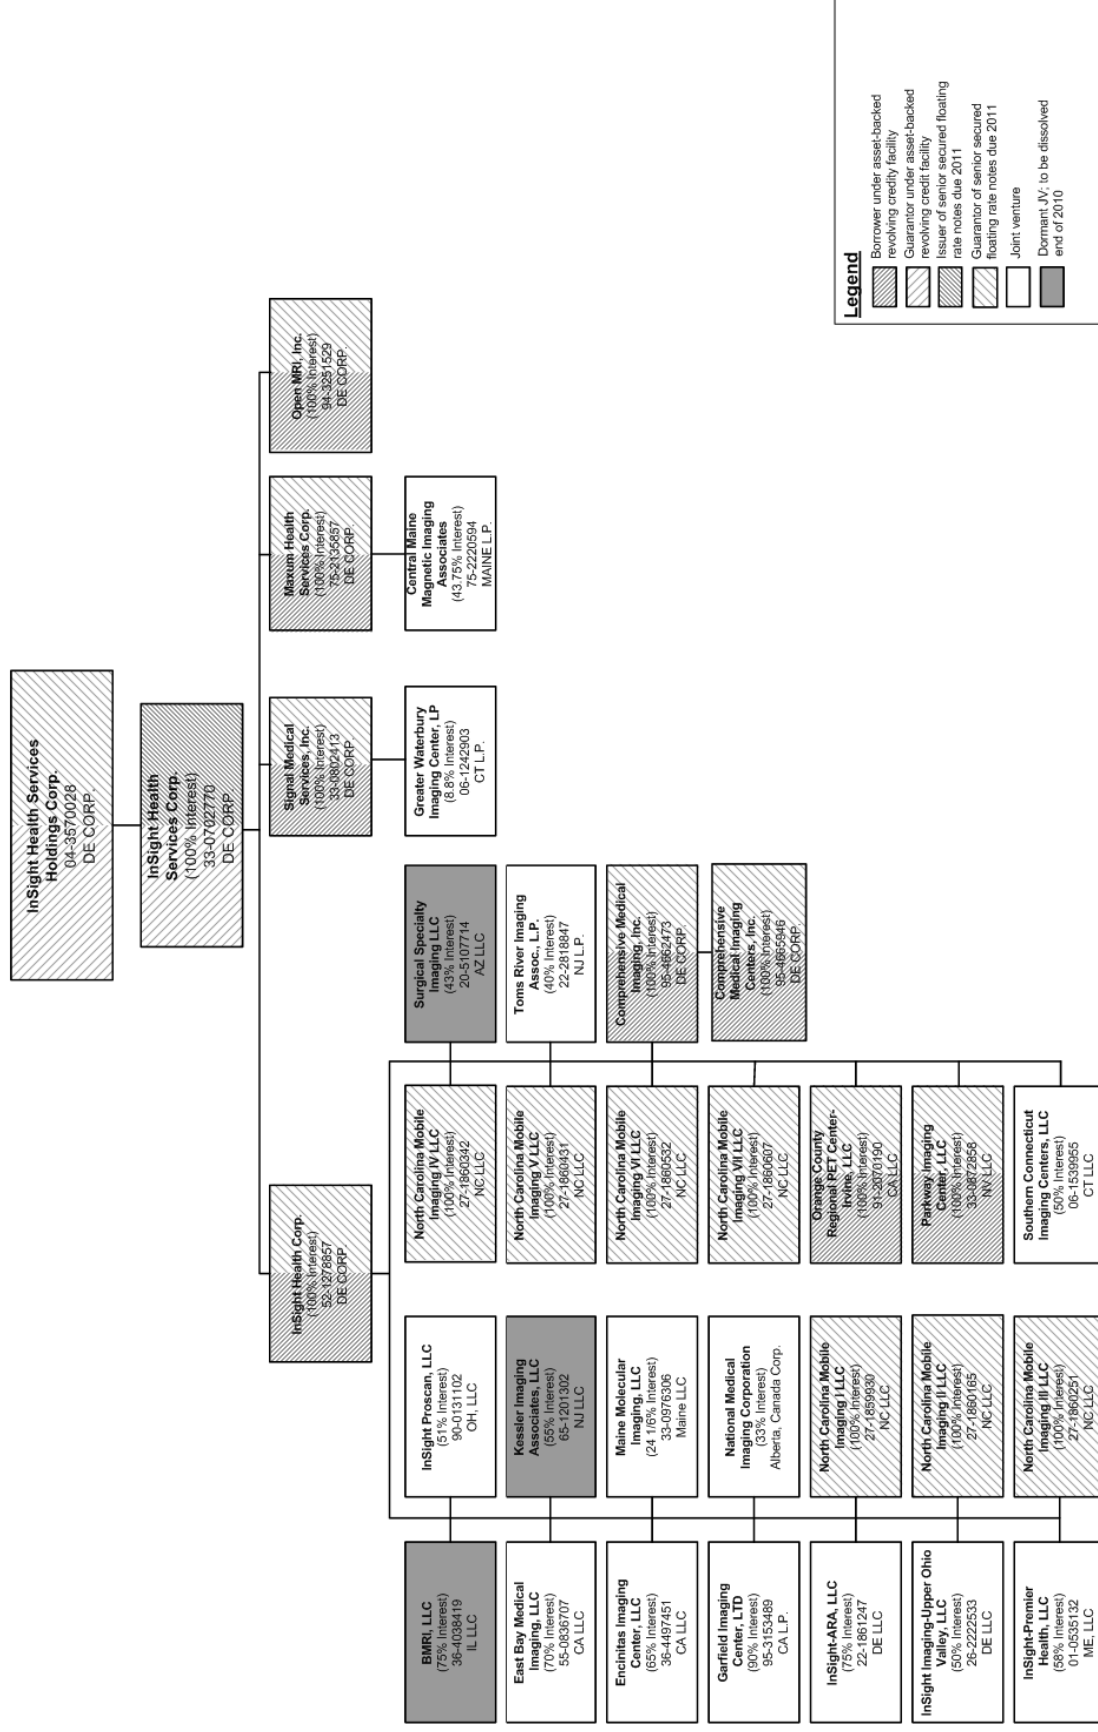 InSight Health Services
Holdings Corp.
04-3570028
DE CORP.
InSight Health
Services Corp.
(100% Interest)
33-0702770
DE CORP.
InSight Health Corp.
(100% Interest)
52-1278857
DE CORP.
Signal Medical
Services, Inc.
(100% Interest)
33-0802413
DE CORP.
Maxum Health
Services Corp.
(100% Interest)
75-2135857
DE CORP.
Open MRI, Inc.
(100% Interest)
94-3251529
DE CORP.
Greater Waterbury
Imaging Center, LP
(8.8% Interest)
06-1242903
CT L.P.
Central Maine
Magnetic Imaging
Associates
(43.75% Interest)
75-2220594
MAINE L.P.
BMRI, LLC
(75% Interest)
36-4038419
IL LLC
InSight Proscan, LLC
(51% Interest)
90-0131102
OH, LLC
North Carolina Mobile
Imaging IV LLC
(100% Interest)
27-1860342
NC LLC
Surgical Specialty
Imaging LLC
(43% Interest)
20-5107714
AZ LLC
East Bay Medical
Imaging, LLC
(70% Interest)
55-0836707
CA LLC
Kessler Imaging
Associates, LLC
(55% Interest)
65-1201302
NJ LLC
North Carolina Mobile
Imaging V LLC
(100% Interest)
27-1860431
NC LLC
Toms River Imaging
Assoc., L.P.
(40% Interest)
22-2818847
NJ L.P.
Encinitas Imaging
Center, LLC
(65% Interest)
36-4497451
CA LLC
Maine Molecular
Imaging, LLC
(24 1/6% Interest)
33-0976306
Maine LLC
North Carolina Mobile
Imaging VI LLC
(100% Interest)
27-1860532
NC LLC
Comprehensive Medical
Imaging, Inc.
(100% Interest)
95-4662473
DE CORP.
Garfield Imaging
Center, LTD
(90% Interest)
95-3153489
CA L.P.
National Medical
Imaging Corporation
(33% Interest)
Alberta, Canada Corp.
North Carolina Mobile
Imaging VII LLC
(100% Interest)
27-1860607
NC LLC
Comprehensive
Medical Imaging
Centers, Inc.
(100% Interest)
95-4665946
DE CORP.
InSight-ARA, LLC
(75% Interest)
22-1861247
DE LLC
North Carolina Mobile
Imaging I LLC
(100% Interest)
27-1859930
NC LLC
Orange County
Regional PET Center-
Irvine, LLC
(100% Interest)
91-2070190
CA LLC
InSight Imaging-Upper Ohio
Valley, LLC
(50% Interest)
26-2222533
DE LLC
North Carolina Mobile
Imaging II LLC
(100% Interest)
27-1860165
NC LLC
Parkway Imaging
Center, LLC
(100% Interest)
33-0872858
NV LLC
InSight-Premier
Health, LLC
(58% Interest)
01-0535132
ME, LLC
North Carolina Mobile
Imaging III LLC
(100% Interest)
27-1860251
NC LLC
Southern Connecticut
Imaging Centers, LLC
(50% Interest)
06-1539955
CT LLC
Legend
Borrower under asset-backed
revolving credity facility
Guarantor under asset-backed
revolving credit facility
Issuer of senior secured floating
rate notes due 2011
Guarantor of senior secured
floating rate notes due 2011
Joint venture
Dormant JV; to be dissolved
end of 2010